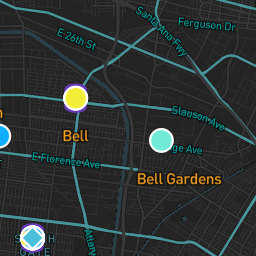 Ferguson Dr
Santa Ana Fwy
E 26th St
Slauson Ave
Bell
ge Ave
E Florence Ave
Bell Gardens
Atlan
GATE